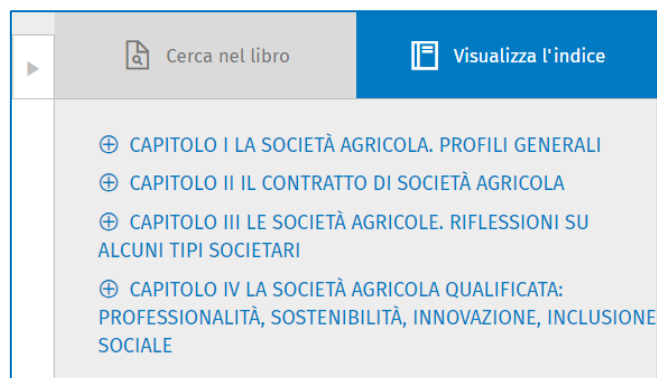 Cerca nel libro
Visualizza l'indice
CAPITOLO I LA SOCIETÀ AGRICOLA. PROFILI GENERALI
CAPITOLO II IL CONTRATTO DI SOCIETÀ AGRICOLA
CAPITOLO III LE SOCIETÀ AGRICOLE. RIFLESSIONI SU
ALCUNI TIPI SOCIETARI
CAPITOLO IV LA SOCIETÀ AGRICOLA QUALIFICATA:
PROFESSIONALITÀ, SOSTENIBILITÀ, INNOVAZIONE, INCLUSIONE
SOCIALE